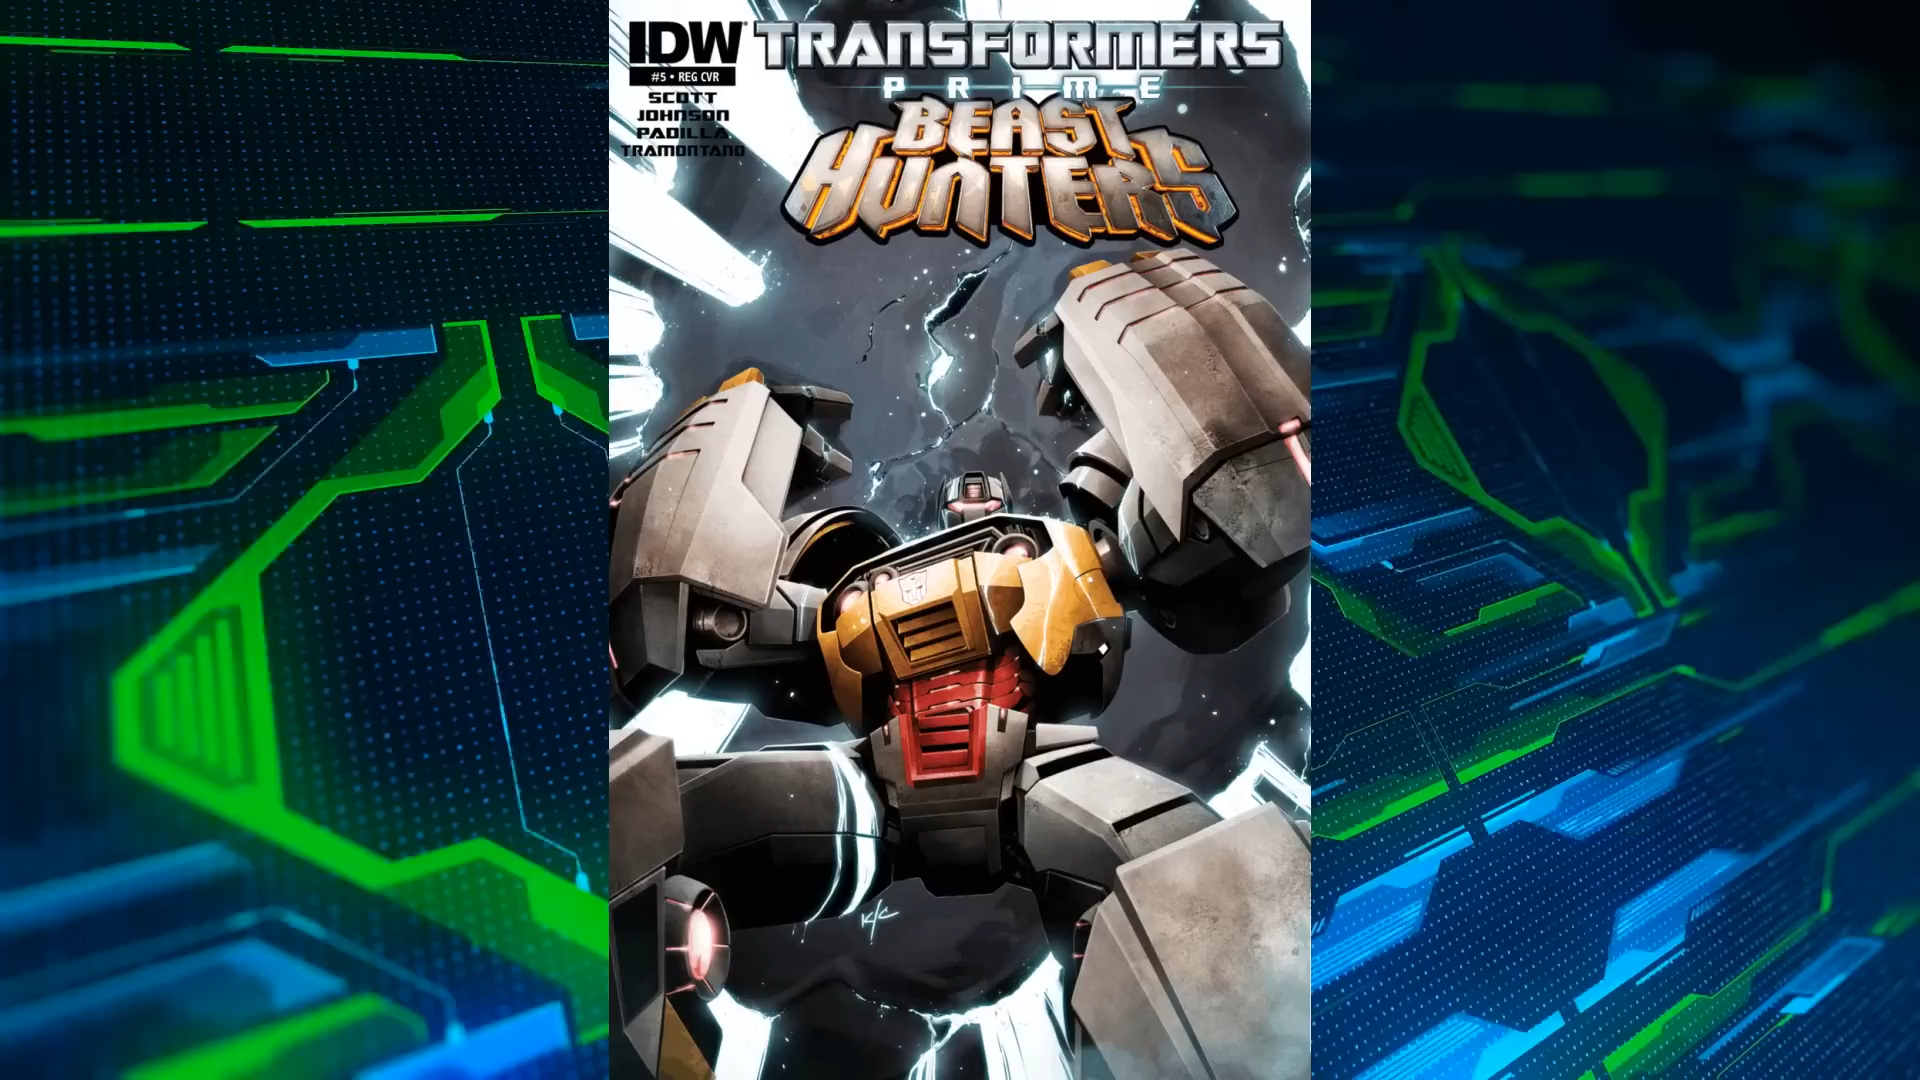 IDW
#5 • REG CVR
SCOTT
JOHNSON
PADILLA
TRAMONTANO
TRANSFORMERS
PRIME
BEAST
HUNTERS
K/C